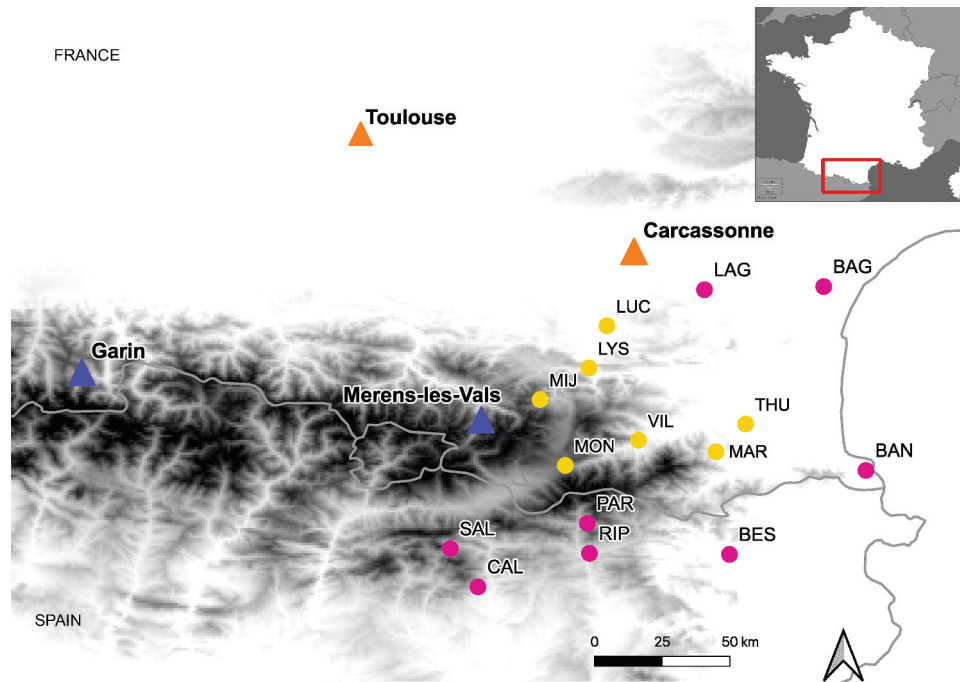 FRANCE
Toulouse
Carcassonne
LAG
BAG
LUC
LYS
Garin
MIJ
Merens-les-Vals
THU
VIL
MON
MAR
BAN
PAR
SAL
RIP
BES
CAL
SPAIN
0 25 50 km